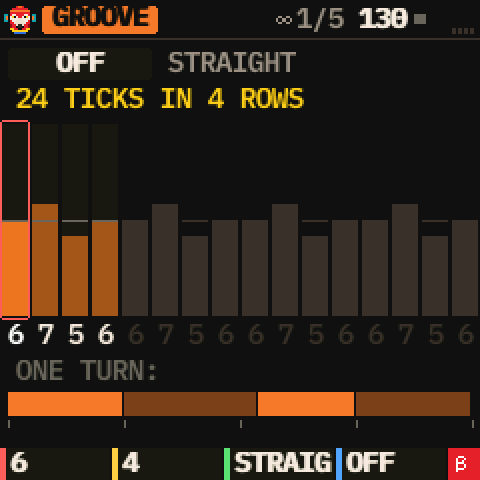 GROOVE ∞1/5 130
OFF STRAIGHT
24 TICKS IN 4 ROWS
6 7 5 6 6 7 5 6 6 7 5 6 6 7 5 6
ONE TURN:
6 4 STRAIG OFF β